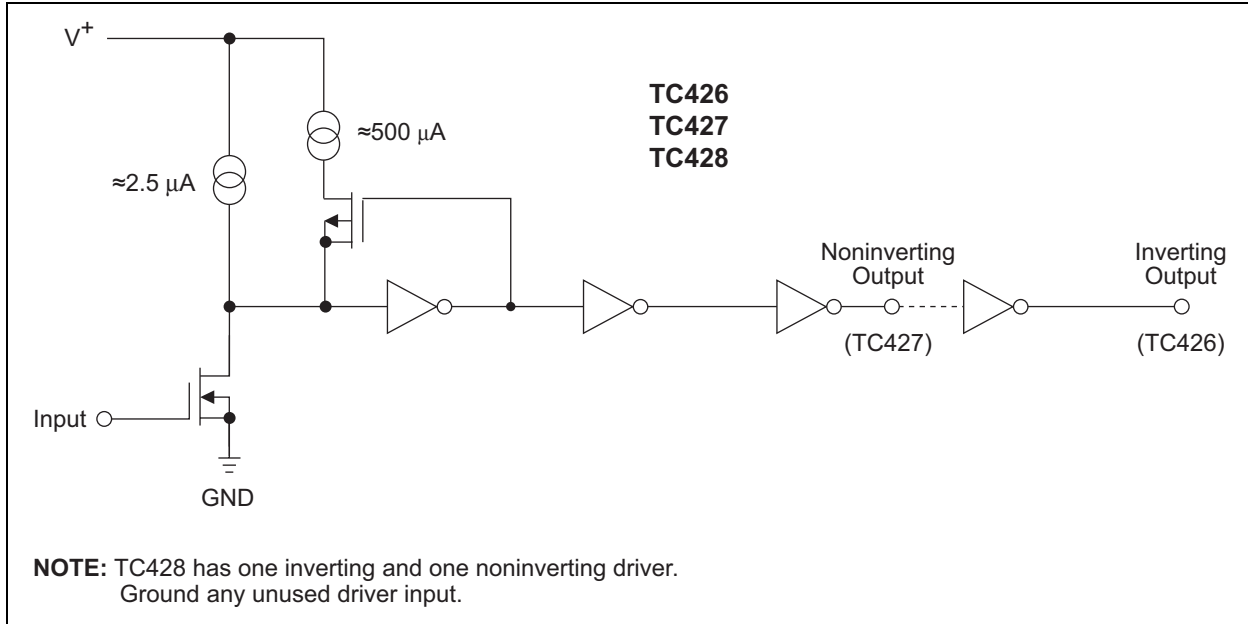 V+
≈500 µA
≈2.5 µA
TC426
TC427
TC428
Noninverting
Output
(TC427)
Inverting
Output
(TC426)
Input
GND
NOTE: TC428 has one inverting and one noninverting driver.
Ground any unused driver input.